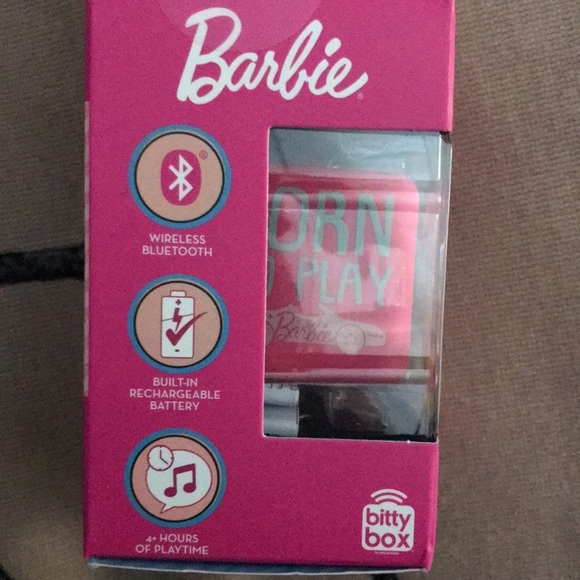 Barbie®
WIRELESS
BLUETOOTH
ORN
PLAY
Barbie
BUILT-IN
RECHARGEABLE
BATTERY
4+ HOURS
OF PLAYTIME
bitty
box